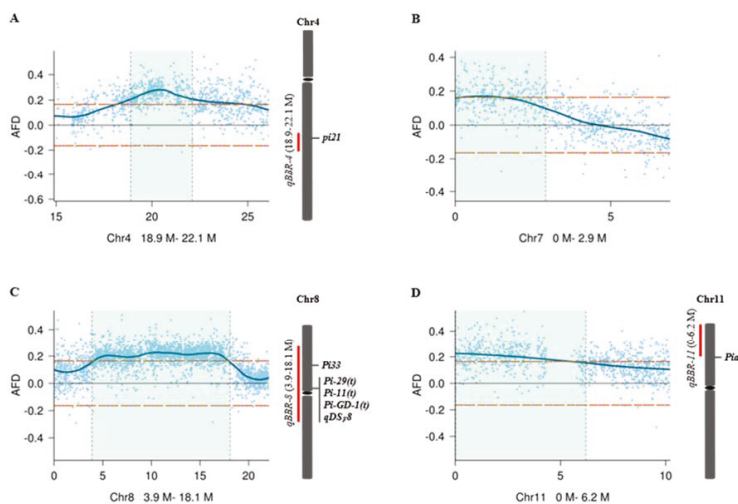 A
Chr4
AFD
0.4
0.2
0.0
-0.2
-0.4
-0.6
15
20
25
Chr4 18.9 M- 22.1 M
qBBR-4 (18.9-22.1 M)
pi21
B
AFD
0.4
0.2
0.0
-0.2
-0.4
0
5
Chr7 0 M- 2.9 M
C
Chr8
AFD
0.4
0.2
0.0
-0.2
-0.4
0
5
10
15
20
Chr8 3.9 M- 18.1 M
qBBR-8 (3.9-18.1 M)
Pi33
Pi-29(t)
Pi-11(t)
Pi-GD-1(t)
qDSF8
D
Chr11
AFD
0.4
0.2
0.0
-0.2
-0.4
0
5
10
Chr11 0 M- 6.2 M
qBBR-11 (0-6.2 M)
Pia